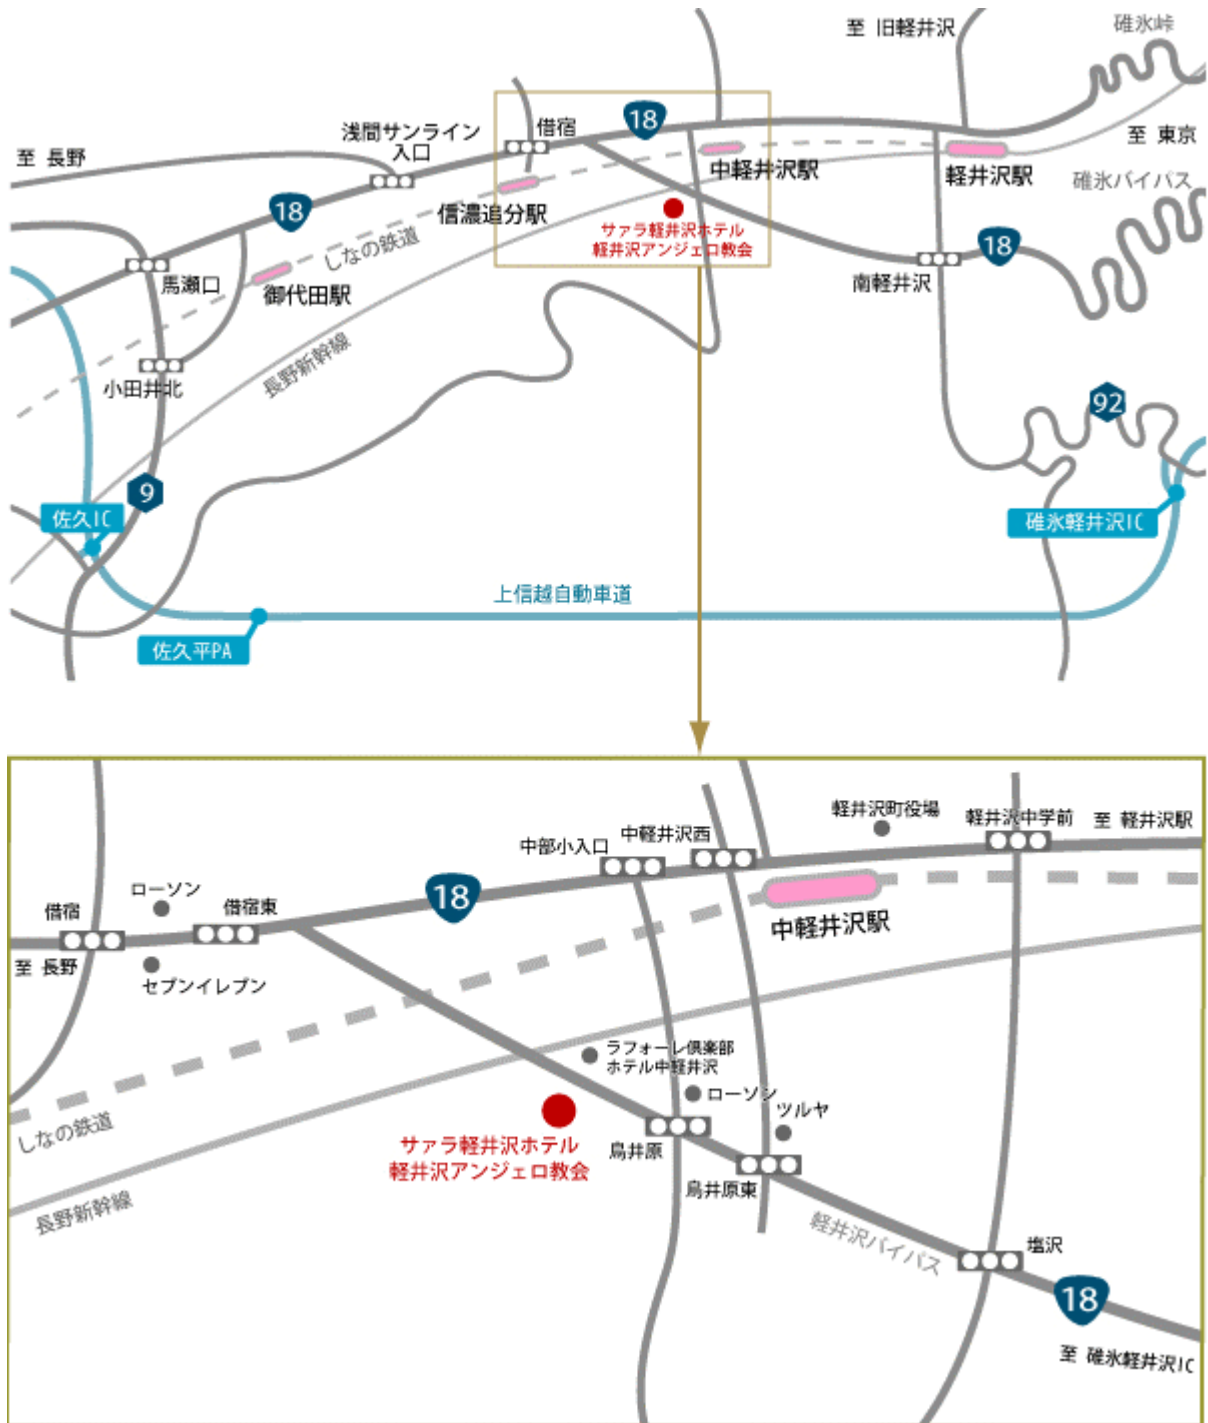 至 旧軽井沢
碓氷峠
浅間サンライン
入口
借宿
18
至 東京
至 長野
中軽井沢駅
軽井沢駅
碓氷バイパス
18
信濃追分駅
サァラ軽井沢ホテル
軽井沢アンジェロ教会
しなの鉄道
18
馬瀬口
御代田駅
南軽井沢
長野新幹線
小田井北
92
9
佐久IC
碓氷軽井沢IC
上信越自動車道
佐久平PA
軽井沢町役場
軽井沢中学前
至 軽井沢駅
中部小入口
中軽井沢西
ローソン
18
借宿
借宿東
中軽井沢駅
至 長野
セブンイレブン
ラフォーレ倶楽部
ホテル中軽井沢
ローソン
ツルヤ
しなの鉄道
サァラ軽井沢ホテル
軽井沢アンジェロ教会
鳥井原
鳥井原東
長野新幹線
軽井沢バイパス
塩沢
18
至 碓氷軽井沢IC